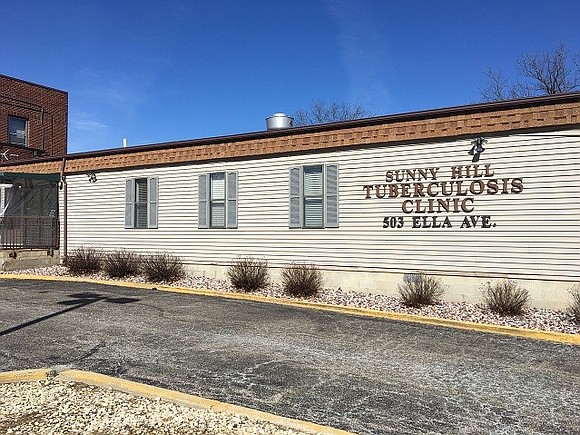 SUNNY HILL
TUBERCULOSIS
CLINIC
503 ELLA AVE.